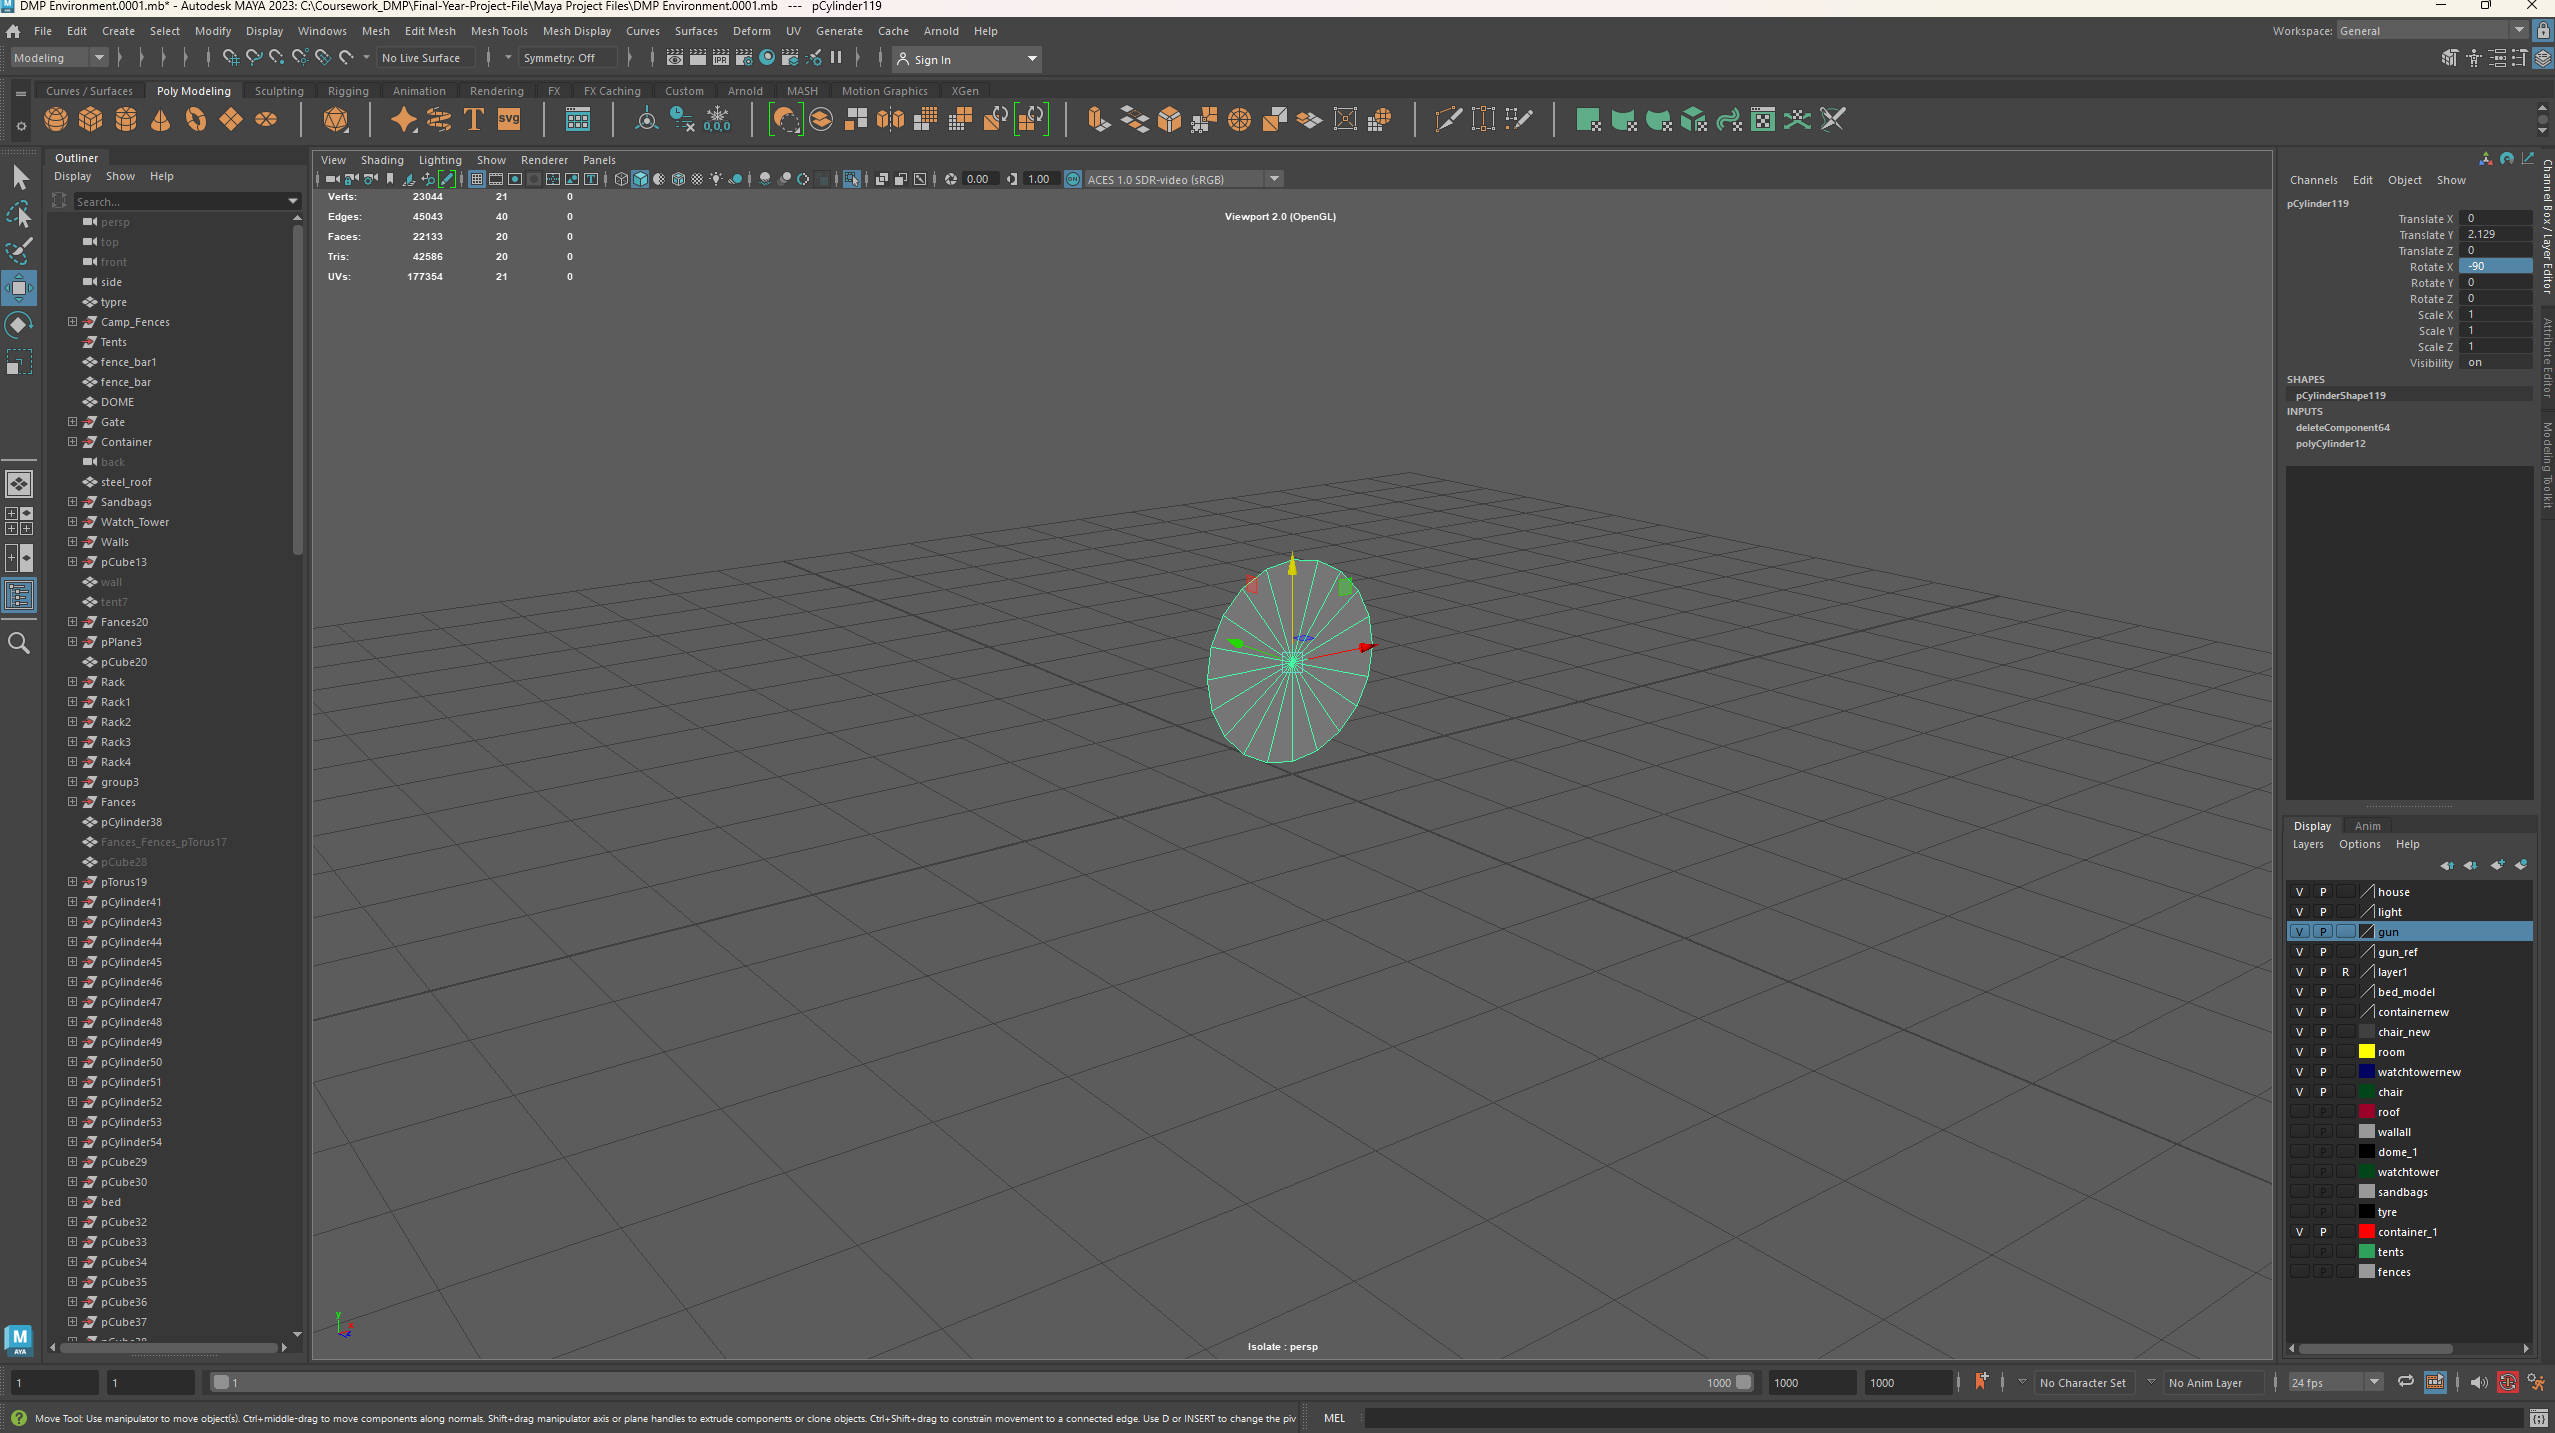 DMP Environment.0001.mb* - Autodesk MAYA 2023: C:\Coursework_DMP\Final-Year-Project-File\Maya Project Files\DMP Environment.0001.mb --- pCylinder119
File Edit Create Select Modify Display Windows Mesh Edit Mesh Mesh Tools Mesh Display Curves Surfaces Deform UV Generate Cache Arnold Help
Workspace: General
Modeling No Live Surface Symmetry: Off IPR Sign In
Curves / Surfaces Poly Modeling Sculpting Rigging Animation Rendering FX FX Caching Custom Arnold MASH Motion Graphics XGen
T svg 0,0,0
Outliner
Display Show Help
Search...
persp
top
front
side
typre
Camp_Fences
Tents
fence_bar1
fence_bar
DOME
Gate
Container
back
steel_roof
Sandbags
Watch_Tower
Walls
pCube13
wall
tent7
Fances20
pPlane3
pCube20
Rack
Rack1
Rack2
Rack3
Rack4
group3
Fances
pCylinder38
Fances_Fences_pTorus17
pCube28
pTorus19
pCylinder41
pCylinder43
pCylinder44
pCylinder45
pCylinder46
pCylinder47
pCylinder48
pCylinder49
pCylinder50
pCylinder51
pCylinder52
pCylinder53
pCylinder54
pCube29
pCube30
bed
pCube32
pCube33
pCube34
pCube35
pCube36
pCube37
View Shading Lighting Show Renderer Panels
0.00 1.00 ON ACES 1.0 SDR-video (sRGB)
Verts: 23044 21 0
Edges: 45043 40 0
Faces: 22133 20 0
Tris: 42586 20 0
UVs: 177354 21 0
Viewport 2.0 (OpenGL)
y x z
Isolate : persp
Channels Edit Object Show
pCylinder119
Translate X 0
Translate Y 2.129
Translate Z 0
Rotate X -90
Rotate Y 0
Rotate Z 0
Scale X 1
Scale Y 1
Scale Z 1
Visibility on
SHAPES
pCylinderShape119
INPUTS
deleteComponent64
polyCylinder12
Channel Box / Layer Editor
Attribute Editor
Modeling Toolkit
Display Anim
Layers Options Help
V P house
V P light
V P gun
V P gun_ref
V P R layer1
V P bed_model
V P containernew
V P chair_new
V P room
V P watchtowernew
V P chair
P roof
P wallall
P dome_1
P watchtower
P sandbags
P tyre
V P container_1
P tents
P fences
M AYA
1 1 1 1000 1000 1000 No Character Set No Anim Layer 24 fps
Move Tool: Use manipulator to move object(s). Ctrl+middle-drag to move components along normals. Shift+drag manipulator axis or plane handles to extrude components or clone objects. Ctrl+Shift+drag to constrain movement to a connected edge. Use D or INSERT to change the piv
MEL